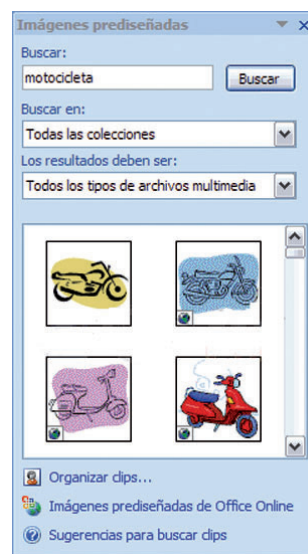 Imágenes prediseñadas
Buscar:
motocicleta
Buscar
Buscar en:
Todas las colecciones
Los resultados deben ser:
Todos los tipos de archivos multimedia
Organizar clips...
Imágenes prediseñadas de Office Online
Sugerencias para buscar clips